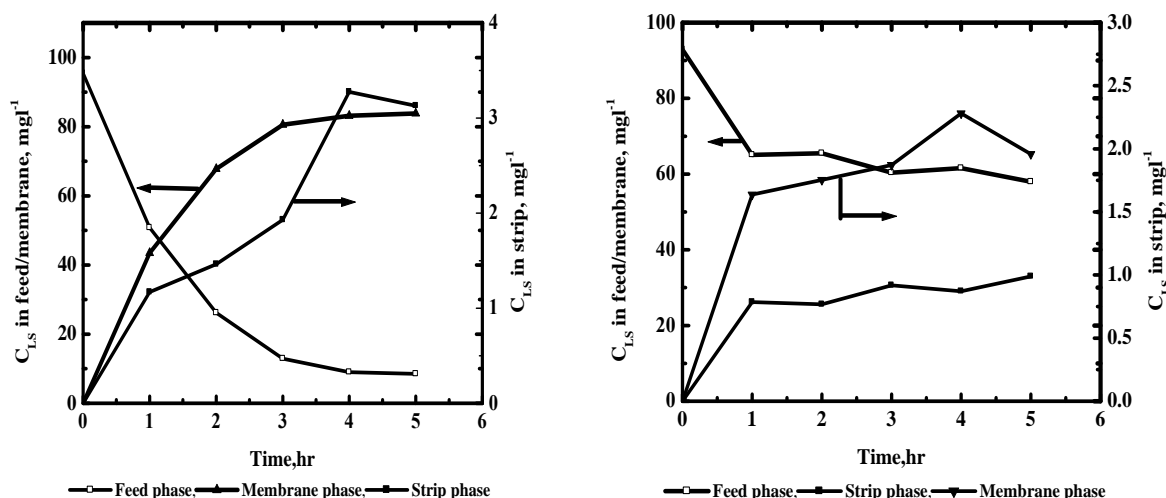 C_LS in feed/membrane, mgl⁻¹
100
80
60
40
20
0
0 1 2 3 4 5 6
Time,hr
4
3
2
1
0
C_LS in strip, mgl⁻¹
Feed phase, Membrane phase, Strip phase
C_LS in feed/membrane, mgl⁻¹
100
80
60
40
20
0
0 1 2 3 4 5 6
Time,hr
3.0
2.5
2.0
1.5
1.0
0.5
0.0
C_LS in strip, mgl⁻¹
Feed phase, Strip phase Membrane phase